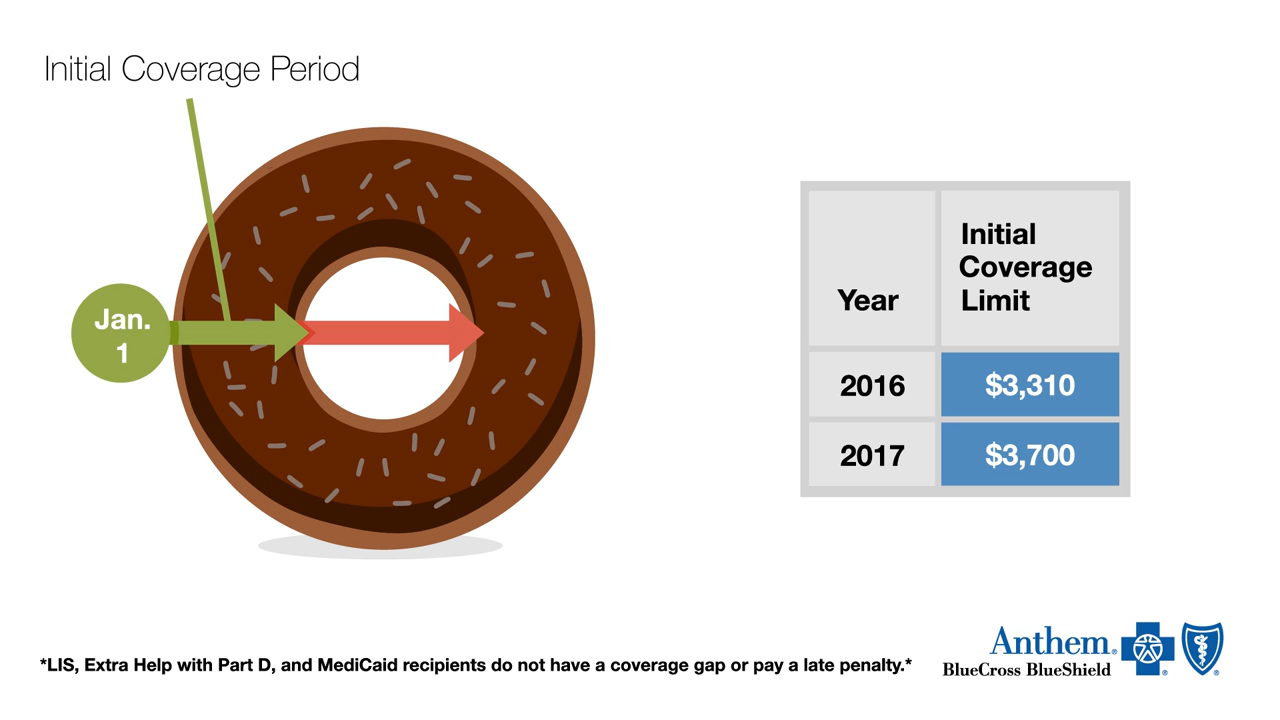 Initial Coverage Period
Jan.
1
Year
Initial
Coverage
Limit
2016 $3,310
2017 $3,700
*LIS, Extra Help with Part D, and MediCaid recipients do not have a coverage gap or pay a late penalty.*
Anthem®
BlueCross BlueShield ® ®